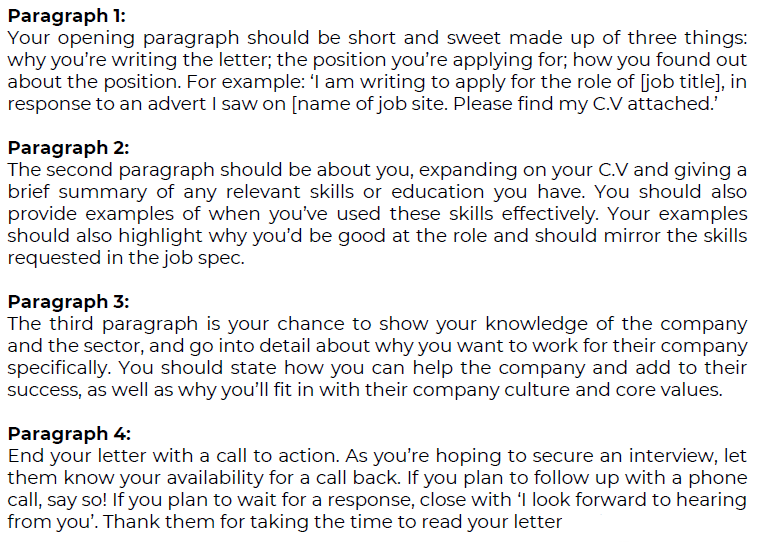 Paragraph 1:
Your opening paragraph should be short and sweet made up of three things:
why you’re writing the letter; the position you’re applying for; how you found out
about the position. For example: ‘I am writing to apply for the role of [job title], in
response to an advert I saw on [name of job site. Please find my C.V attached.’
Paragraph 2:
The second paragraph should be about you, expanding on your C.V and giving a
brief summary of any relevant skills or education you have. You should also
provide examples of when you’ve used these skills effectively. Your examples
should also highlight why you’d be good at the role and should mirror the skills
requested in the job spec.
Paragraph 3:
The third paragraph is your chance to show your knowledge of the company
and the sector, and go into detail about why you want to work for their company
specifically. You should state how you can help the company and add to their
success, as well as why you’ll fit in with their company culture and core values.
Paragraph 4:
End your letter with a call to action. As you’re hoping to secure an interview, let
them know your availability for a call back. If you plan to follow up with a phone
call, say so! If you plan to wait for a response, close with ‘I look forward to hearing
from you’. Thank them for taking the time to read your letter